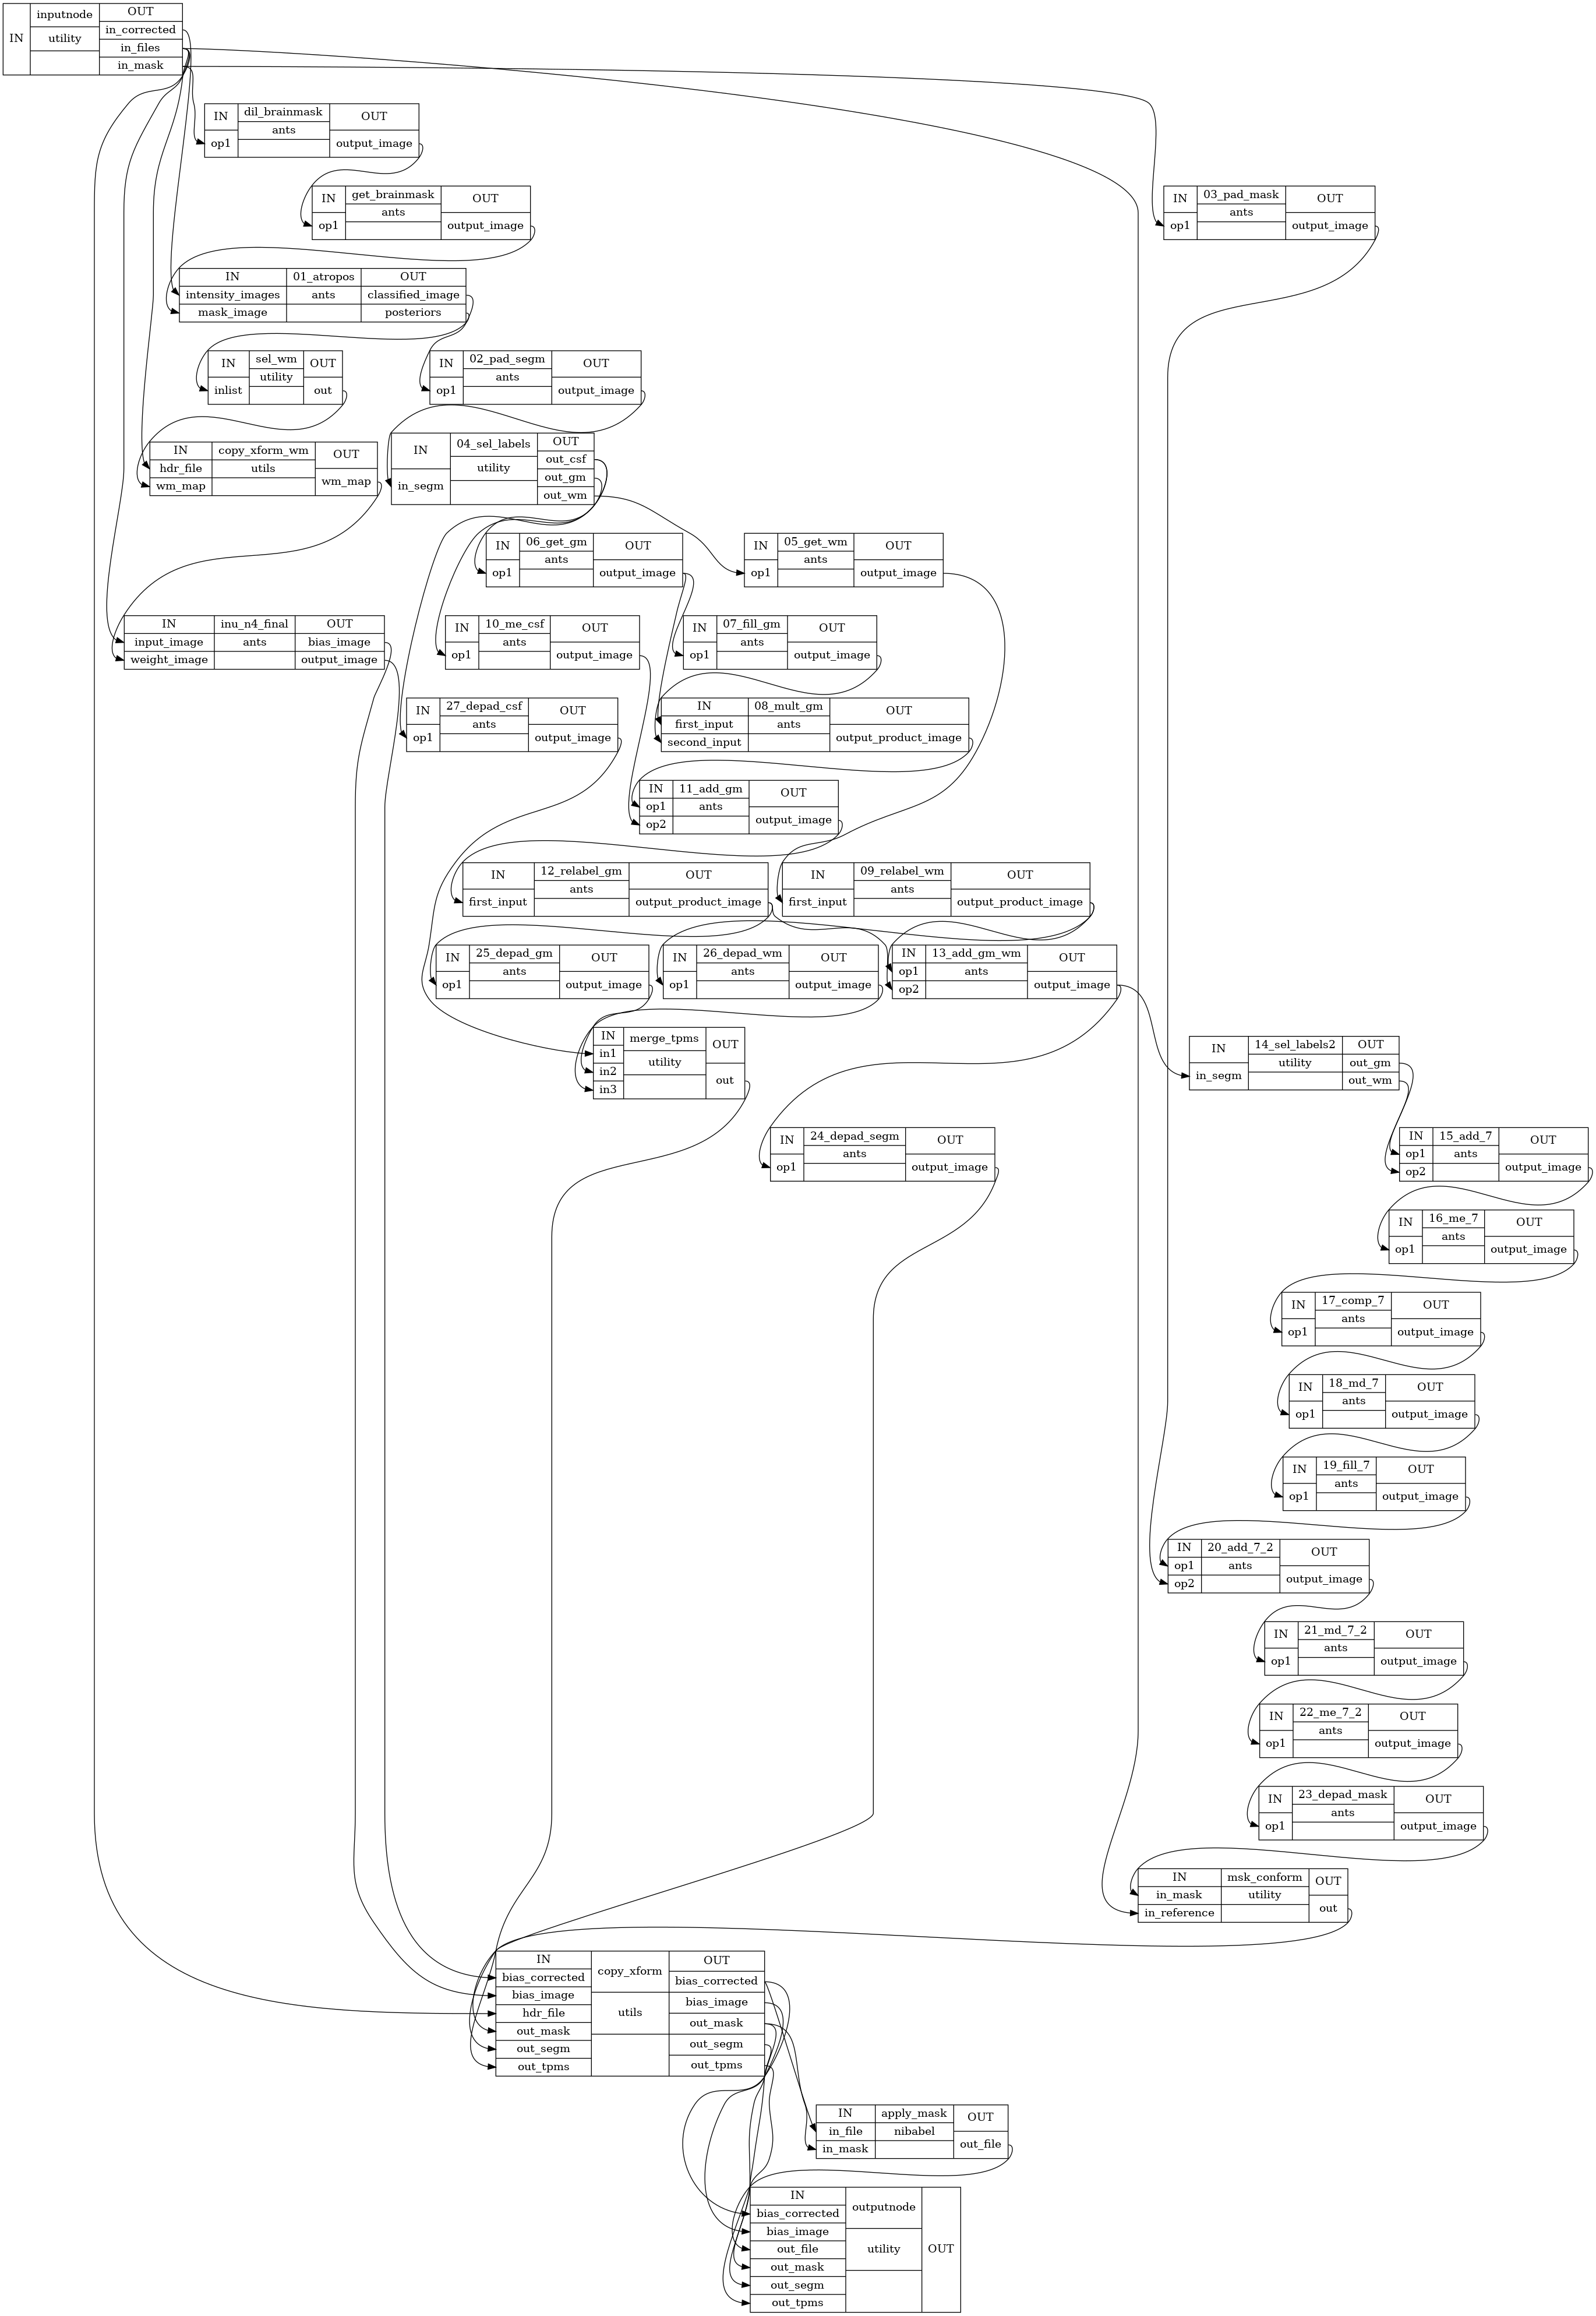 IN inputnode utility OUT in_corrected in_files in_mask
IN op1 dil_brainmask ants OUT output_image
IN op1 get_brainmask ants OUT output_image
IN op1 03_pad_mask ants OUT output_image
IN intensity_images mask_image 01_atropos ants OUT classified_image posteriors
IN inlist sel_wm utility OUT out
IN op1 02_pad_segm ants OUT output_image
IN hdr_file wm_map copy_xform_wm utils OUT wm_map
IN in_segm 04_sel_labels utility OUT out_csf out_gm out_wm
IN op1 06_get_gm ants OUT output_image
IN op1 05_get_wm ants OUT output_image
IN input_image weight_image inu_n4_final ants OUT bias_image output_image
IN op1 10_me_csf ants OUT output_image
IN op1 07_fill_gm ants OUT output_image
IN op1 27_depad_csf ants OUT output_image
IN first_input second_input 08_mult_gm ants OUT output_product_image
IN op1 op2 11_add_gm ants OUT output_image
IN first_input 12_relabel_gm ants OUT output_product_image
IN first_input 09_relabel_wm ants OUT output_product_image
IN op1 25_depad_gm ants OUT output_image
IN op1 26_depad_wm ants OUT output_image
IN op1 op2 13_add_gm_wm ants OUT output_image
IN in1 in2 in3 merge_tpms utility OUT out
IN in_segm 14_sel_labels2 utility OUT out_gm out_wm
IN op1 24_depad_segm ants OUT output_image
IN op1 op2 15_add_7 ants OUT output_image
IN op1 16_me_7 ants OUT output_image
IN op1 17_comp_7 ants OUT output_image
IN op1 18_md_7 ants OUT output_image
IN op1 19_fill_7 ants OUT output_image
IN op1 op2 20_add_7_2 ants OUT output_image
IN op1 21_md_7_2 ants OUT output_image
IN op1 22_me_7_2 ants OUT output_image
IN op1 23_depad_mask ants OUT output_image
IN in_mask in_reference msk_conform utility OUT out
IN bias_corrected bias_image hdr_file out_mask out_segm out_tpms copy_xform utils OUT bias_corrected bias_image out_mask out_segm out_tpms
IN in_file in_mask apply_mask nibabel OUT out_file
IN bias_corrected bias_image out_file out_mask out_segm out_tpms outputnode utility OUT